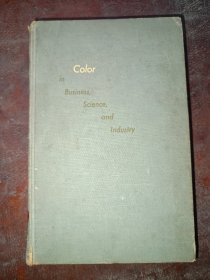 Color
in
Business,
Science,
and
Industry